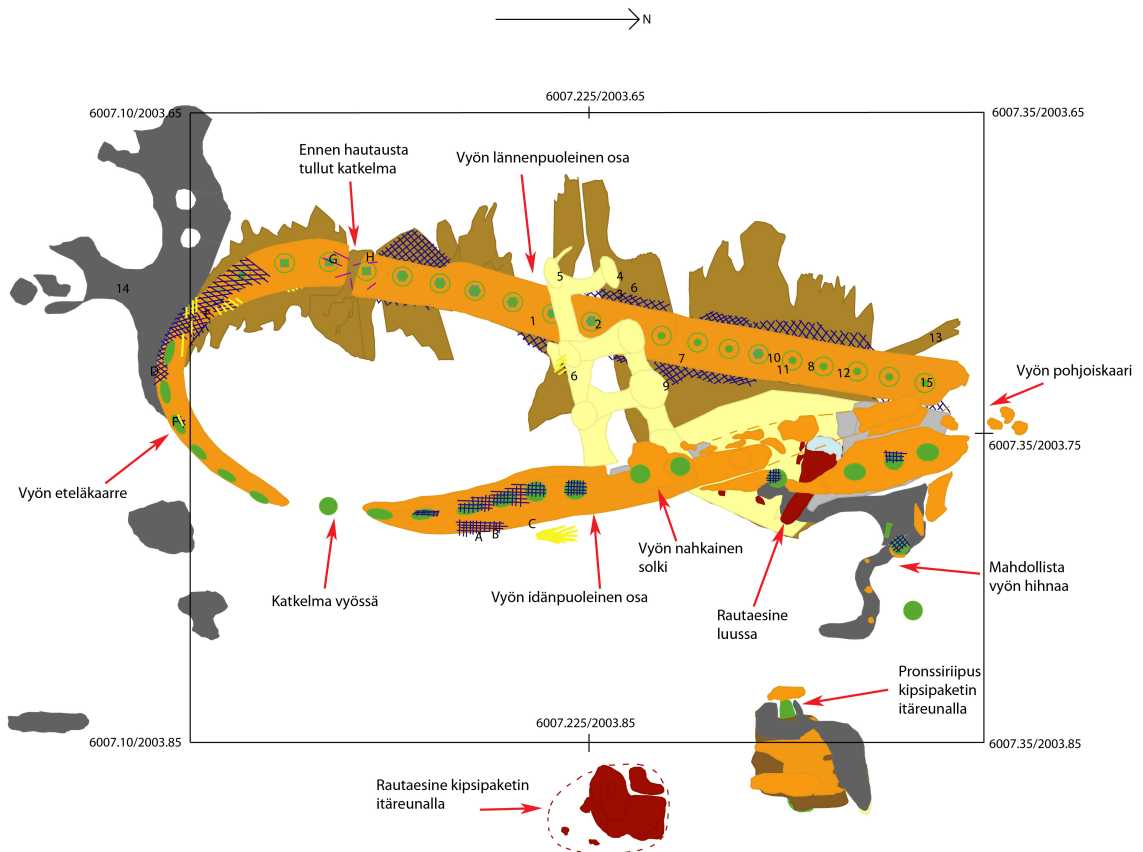 N
6007.225/2003.65
6007.10/2003.65
6007.35/2003.65
Ennen hautausta
tullut katkelma
Vyön lännenpuoleinen osa
G
H
14
5
4
6
3
E
1
2
13
D
6
7
10
11
8
12
9
15
Vyön pohjoiskaari
F
6007.35/2003.75
Vyön eteläkaarre
A
B
C
Vyön nahkainen
solki
Mahdollista
vyön hihnaa
Katkelma vyössä
Vyön idänpuoleinen osa
Rautaesine
luussa
Pronssiriipus
kipsipaketin
itäreunalla
6007.225/2003.85
6007.10/2003.85
6007.35/2003.85
Rautaesine kipsipaketin
itäreunalla